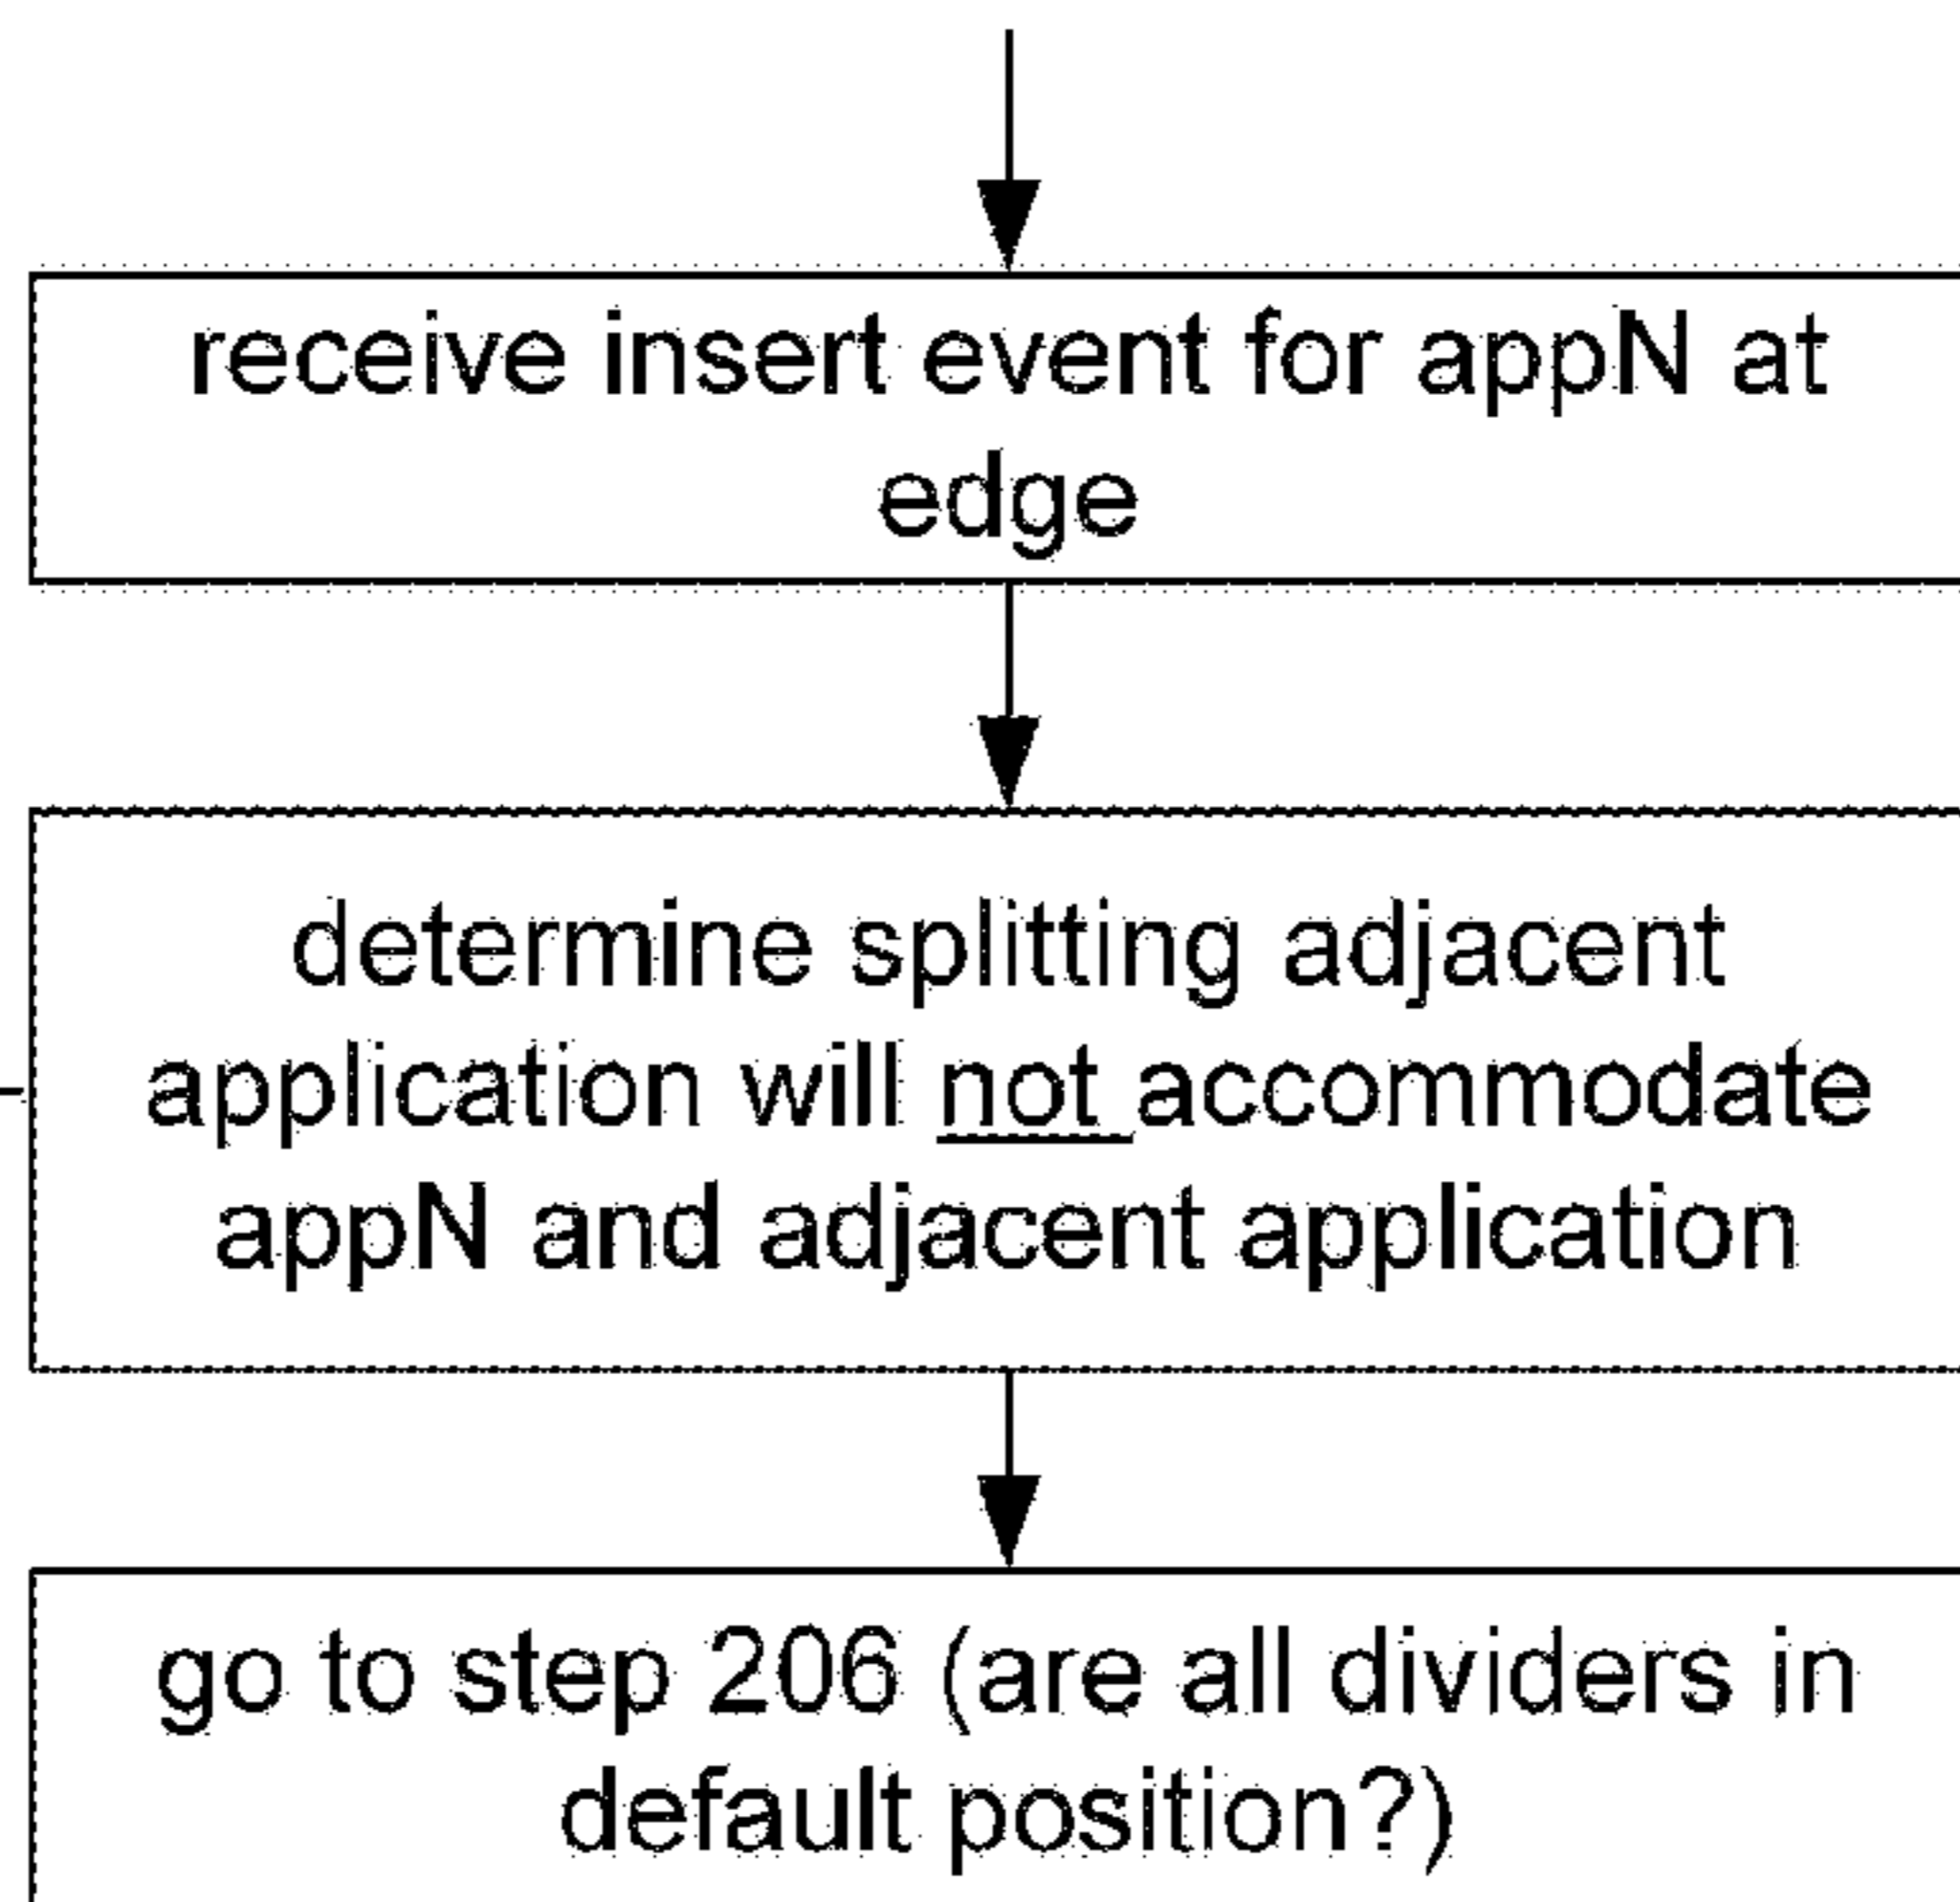 receive insert event for appN at
edge
determine splitting adjacent
application will not accommodate
appN and adjacent application
go to step 206 (are all dividers in
default position?)